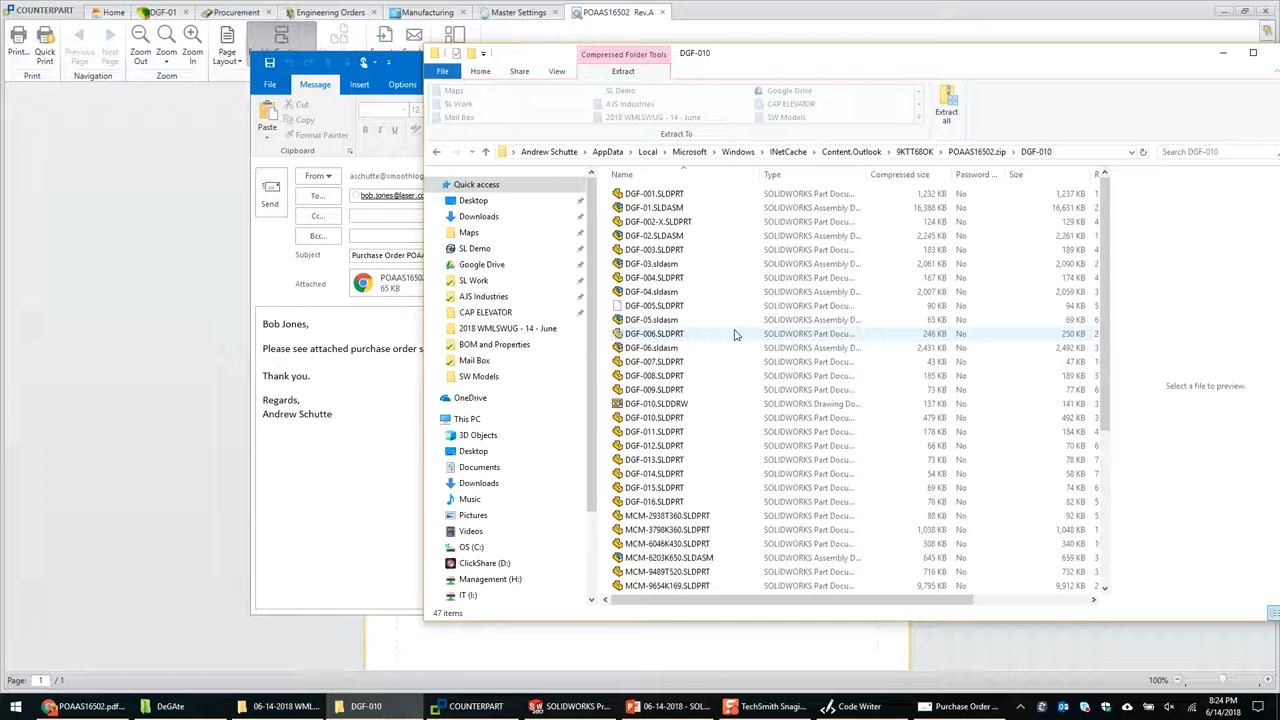 COUNTERPART
Home
DGF-01
Procurement
Engineering Orders
Manufacturing
Master Settings
POAAS16502 Rev.A
Print...
Quick Print
Previous Page
Next Page
Zoom Out
Zoom
Zoom In
Page Layout
Print
Navigation
Zoom
File
Message
Insert
Options
Paste
Cut
Copy
Format Painter
12
B I U
Clipboard
Send
From
aschutte@smoothlog
To...
bob.jones@laser.co
Cc...
Bcc...
Subject
Purchase Order POA
Attached
POAAS16502
65 KB
Bob Jones,
Please see attached purchase order s
Thank you.
Regards,
Andrew Schutte
Compressed Folder Tools
DGF-010
File
Home
Share
View
Extract
Maps
SL Demo
Google Drive
SL Work
AJS Industries
CAP ELEVATOR
Mail Box
2018 WMLSWUG - 14 - June
SW Models
Extract all
Extract To
Andrew Schutte > AppData > Local > Microsoft > Windows > INetCache > Content.Outlook > 9KTT68OK > POAAS16502.zip > DGF-010
Search DGF-010
Quick access
Desktop
Downloads
Maps
SL Demo
Google Drive
SL Work
AJS Industries
CAP ELEVATOR
2018 WMLSWUG - 14 - June
BOM and Properties
Mail Box
SW Models
OneDrive
This PC
3D Objects
Desktop
Documents
Downloads
Music
Pictures
Videos
OS (C:)
ClickShare (D:)
Management (H:)
IT (I:)
Name Type Compressed size Password ... Size R
DGF-001.SLDPRT SOLIDWORKS Part Docu... 1,232 KB No 1,237 KB 0
DGF-01.SLDASM SOLIDWORKS Assembly D... 16,388 KB No 16,631 KB 2
DGF-002-X.SLDPRT SOLIDWORKS Part Docu... 124 KB No 129 KB 4
DGF-02.SLDASM SOLIDWORKS Assembly D... 2,245 KB No 2,261 KB 0
DGF-003.SLDPRT SOLIDWORKS Part Docu... 183 KB No 189 KB 4
DGF-03.sldasm SOLIDWORKS Assembly D... 2,061 KB No 2,090 KB 2
DGF-004.SLDPRT SOLIDWORKS Part Docu... 167 KB No 174 KB 4
DGF-04.sldasm SOLIDWORKS Assembly D... 2,007 KB No 2,059 KB 3
DGF-005.SLDPRT SOLIDWORKS Part Docu... 90 KB No 94 KB 5
DGF-05.sldasm SOLIDWORKS Assembly D... 65 KB No 69 KB 6
DGF-006.SLDPRT SOLIDWORKS Part Docu... 246 KB No 250 KB 2
DGF-06.sldasm SOLIDWORKS Assembly D... 2,431 KB No 2,492 KB 3
DGF-007.SLDPRT SOLIDWORKS Part Docu... 43 KB No 47 KB
DGF-008.SLDPRT SOLIDWORKS Part Docu... 185 KB No 189 KB
DGF-009.SLDPRT SOLIDWORKS Part Docu... 73 KB No 77 KB
DGF-010.SLDDRW SOLIDWORKS Drawing Do... 137 KB No 141 KB
DGF-010.SLDPRT SOLIDWORKS Part Docu... 479 KB No 492 KB
DGF-011.SLDPRT SOLIDWORKS Part Docu... 178 KB No 184 KB
DGF-012.SLDPRT SOLIDWORKS Part Docu... 66 KB No 70 KB
DGF-013.SLDPRT SOLIDWORKS Part Docu... 73 KB No 78 KB
DGF-014.SLDPRT SOLIDWORKS Part Docu... 54 KB No 58 KB
DGF-015.SLDPRT SOLIDWORKS Part Docu... 69 KB No 74 KB
DGF-016.SLDPRT SOLIDWORKS Part Docu... 78 KB No 82 KB
MCM-2938T360.SLDPRT SOLIDWORKS Part Docu... 88 KB No 92 KB
MCM-3798K360.SLDPRT SOLIDWORKS Part Docu... 1,038 KB No 1,048 KB
MCM-6046K430.SLDPRT SOLIDWORKS Part Docu... 308 KB No 340 KB
MCM-6203K650.SLDASM SOLIDWORKS Assembly D... 645 KB No 659 KB
MCM-9489T520.SLDPRT SOLIDWORKS Part Docu... 716 KB No 732 KB
MCM-9654K169.SLDPRT SOLIDWORKS Part Docu... 9,795 KB No 9,912 KB
Select a file to preview.
47 items
Page: 1 / 1
100%
POAAS16502.pdf...
DeGAte
06-14-2018 WML...
DGF-010
COUNTERPART
SOLIDWORKS Pr...
06-14-2018 - SOL...
TechSmith Snagi...
Code Writer
Purchase Order ...
8:24 PM
6/14/2018